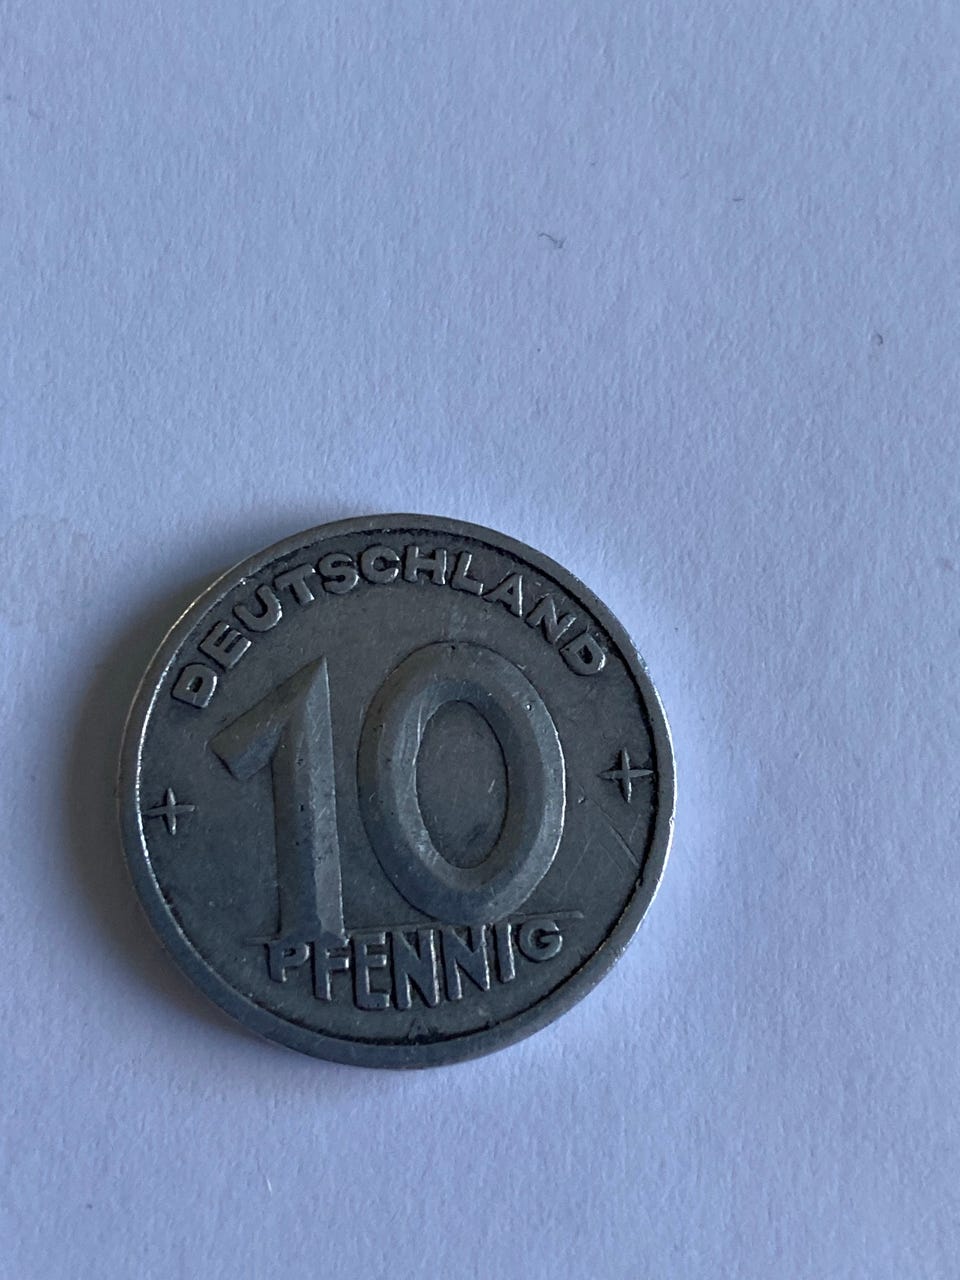 DEUTSCHLAND
10
PFENNIG
A